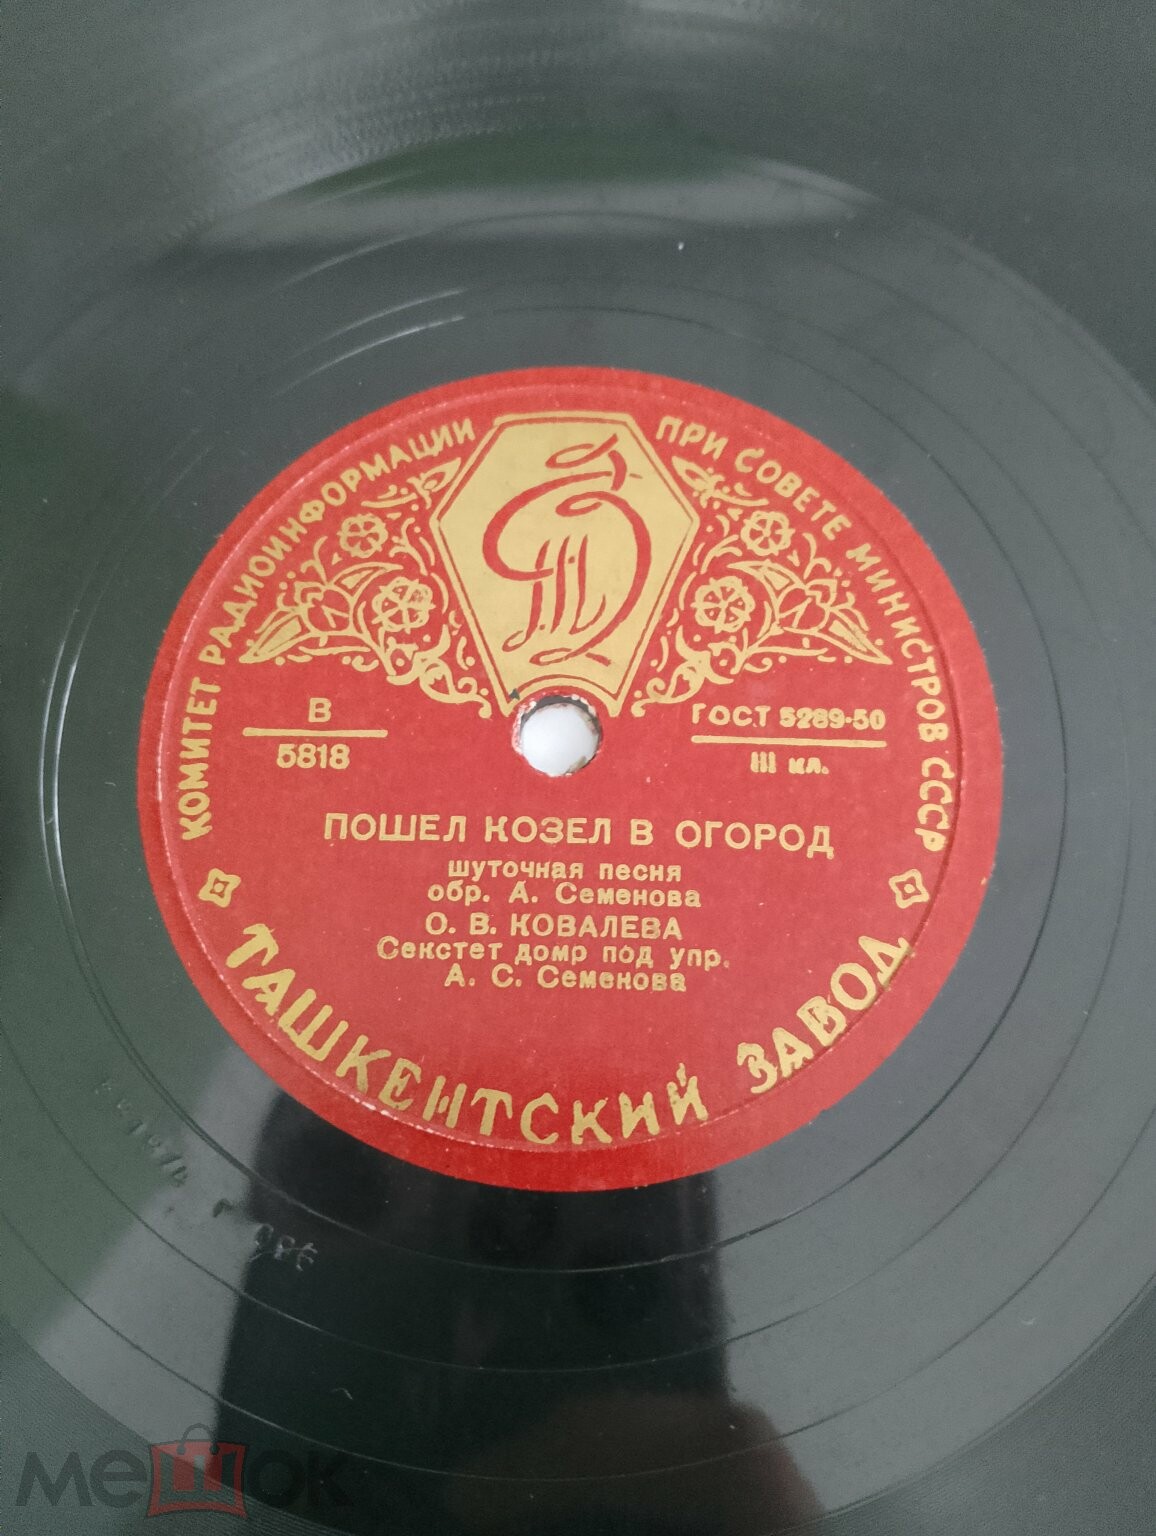 КОМИТЕТ РАДИОИНФОРМАЦИИ ПРИ СОВЕТЕ МИНИСТРОВ СССР
В
5818
ГОСТ 5289-50
III кл.
ПОШЕЛ КОЗЕЛ В ОГОРОД
шуточная песня
обр. А. Семенова
О. В. КОВАЛЕВА
Секстет домр под упр.
А. С. Семенова
ТАШКЕНТСКИЙ ЗАВОД
мешок